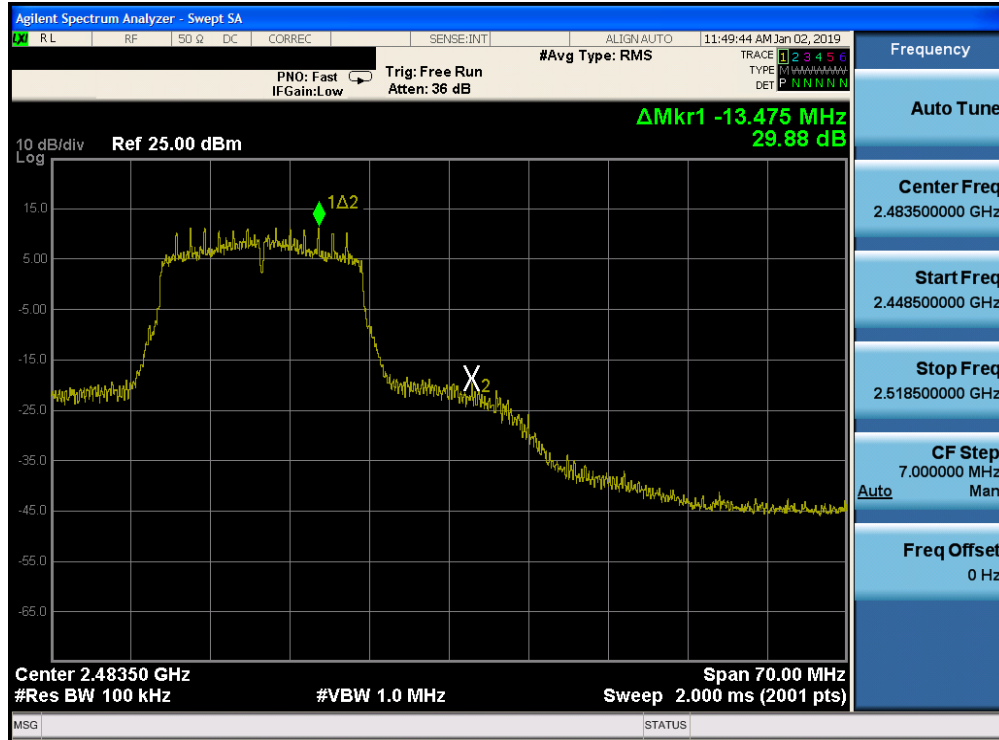 Agilent Spectrum Analyzer - Swept SA
LXI RL RF 50 Ω DC CORREC SENSE:INT ALIGN AUTO 11:49:44 AM Jan 02, 2019
#Avg Type: RMS
TRACE 1 2 3 4 5 6
PNO: Fast
Trig: Free Run
TYPE M
IFGain:Low
Atten: 36 dB
DET P N N N N N
ΔMkr1 -13.475 MHz
29.88 dB
10 dB/div
Log
Ref 25.00 dBm
1Δ2
X2
15.0
5.00
-5.00
-15.0
-25.0
-35.0
-45.0
-55.0
-65.0
Center 2.48350 GHz
Span 70.00 MHz
#Res BW 100 kHz
#VBW 1.0 MHz
Sweep 2.000 ms (2001 pts)
MSG
STATUS
Frequency
Auto Tune
Center Freq
2.483500000 GHz
Start Freq
2.448500000 GHz
Stop Freq
2.518500000 GHz
CF Step
7.000000 MHz
Auto Man
Freq Offset
0 Hz